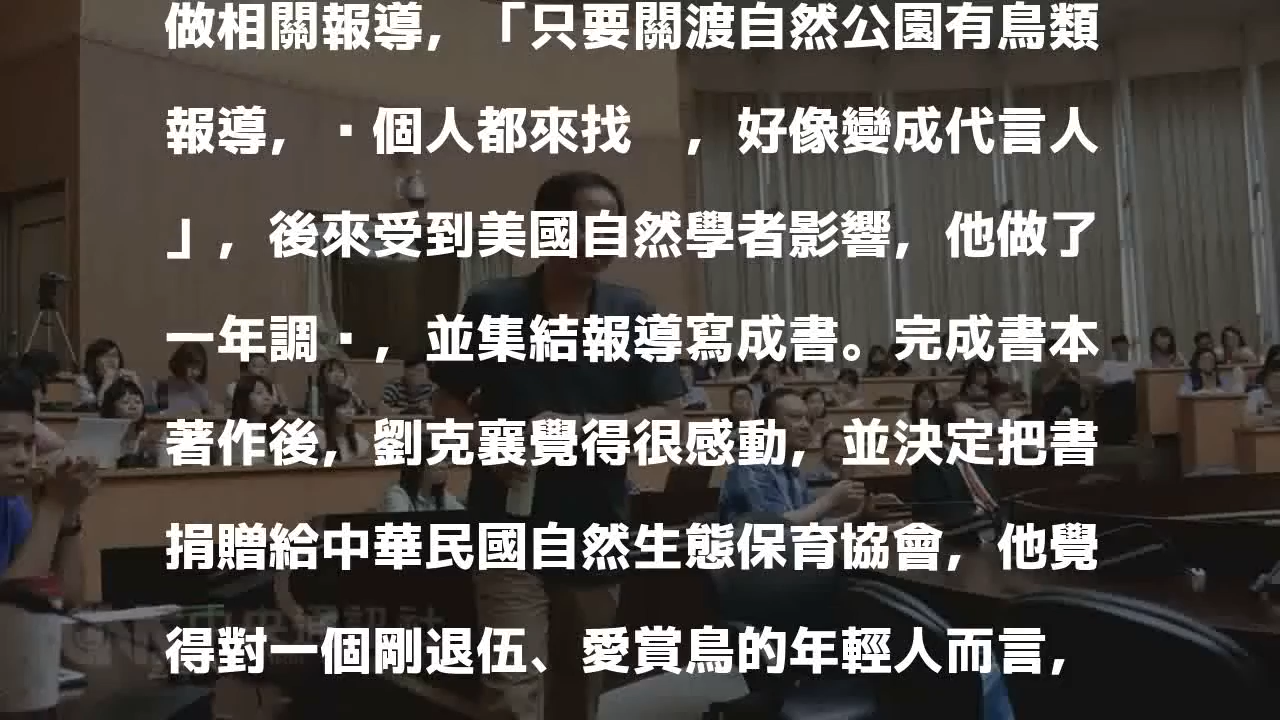 做相關報導，「只要關渡自然公園有鳥類
報導，▪個人都來找　，好像變成代言人
」，後來受到美國自然學者影響，他做了
一年調▪，並集結報導寫成書。完成書本
著作後，劉克襄覺得很感動，並決定把書
捐贈給中華民國自然生態保育協會，他覺
得對一個剛退伍、愛賞鳥的年輕人而言，
中央通訊社